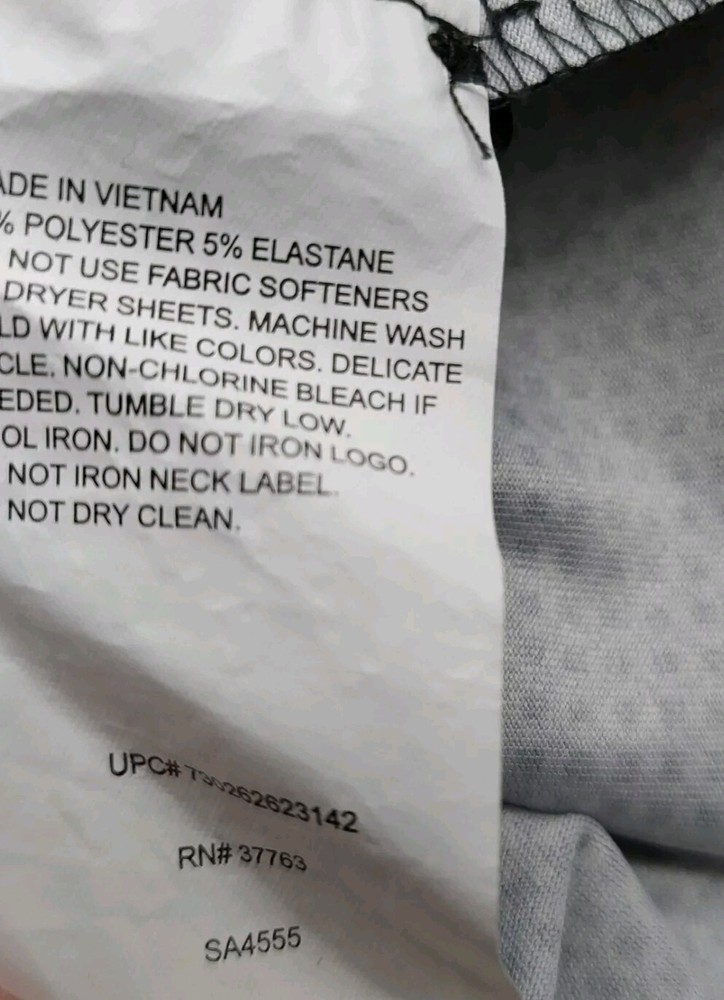 ADE IN VIETNAM
% POLYESTER 5% ELASTANE
NOT USE FABRIC SOFTENERS
DRYER SHEETS. MACHINE WASH
LD WITH LIKE COLORS. DELICATE
CLE. NON-CHLORINE BLEACH IF
EDED. TUMBLE DRY LOW.
OL IRON. DO NOT IRON LOGO.
NOT IRON NECK LABEL.
NOT DRY CLEAN.
UPC# 730262623142
RN# 37763
SA4555